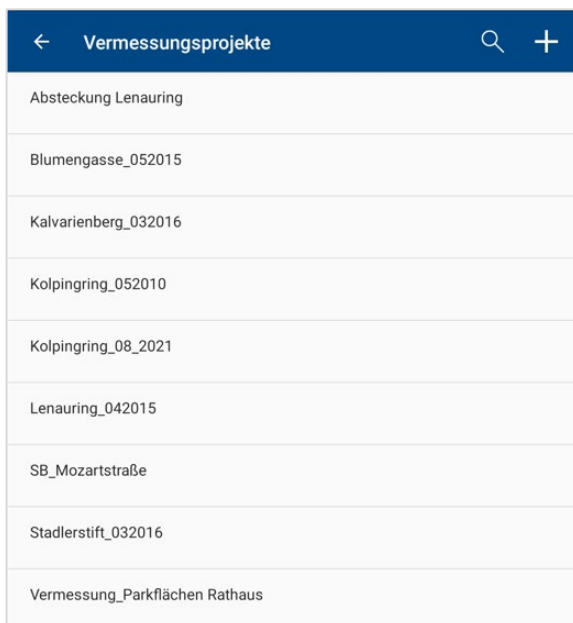 Vermessungsprojekte
Absteckung Lenauring
Blumengasse_052015
Kalvarienberg_032016
Kolpingring_052010
Kolpingring_08_2021
Lenauring_042015
SB_Mozartstraße
Stadlerstift_032016
Vermessung_Parkflächen Rathaus